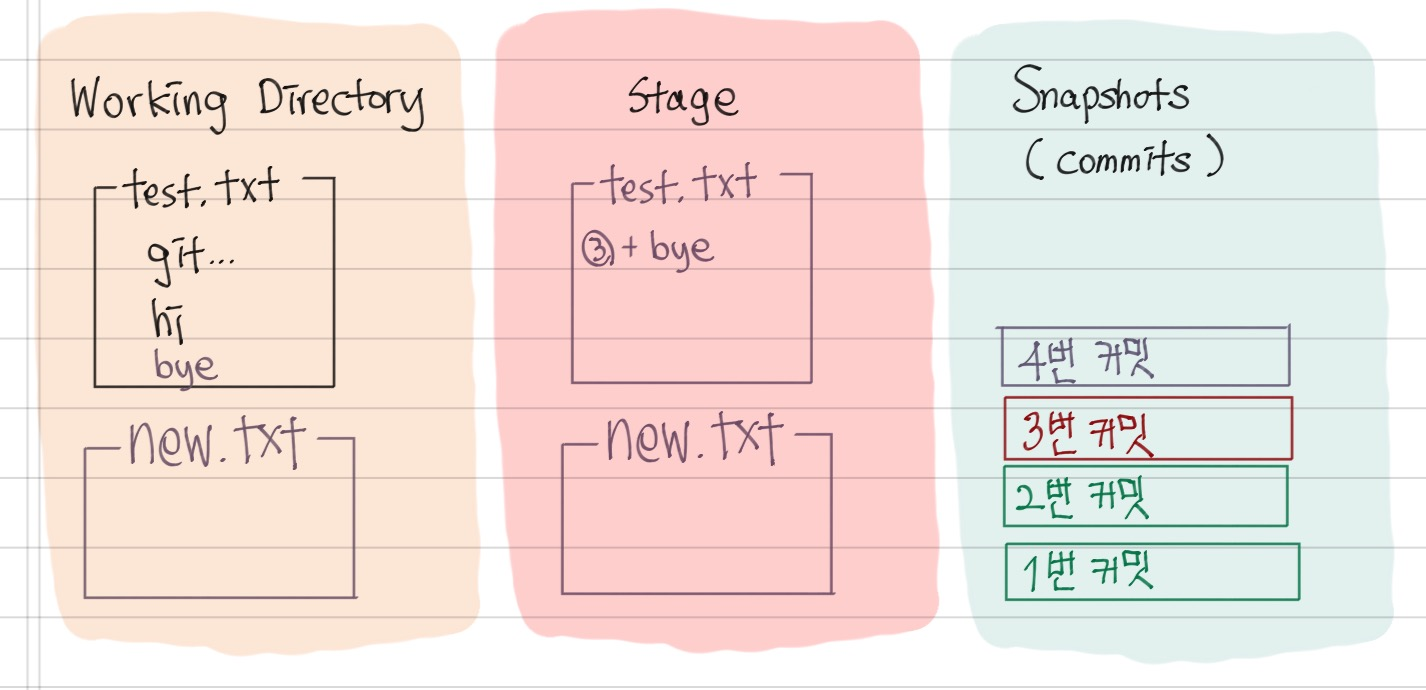 Working Directory
test.txt
git...
hi
bye
new.txt
Stage
test.txt
③ + bye
new.txt
Snapshots
(commits)
4번 커밋
3번 커밋
2번 커밋
1번 커밋